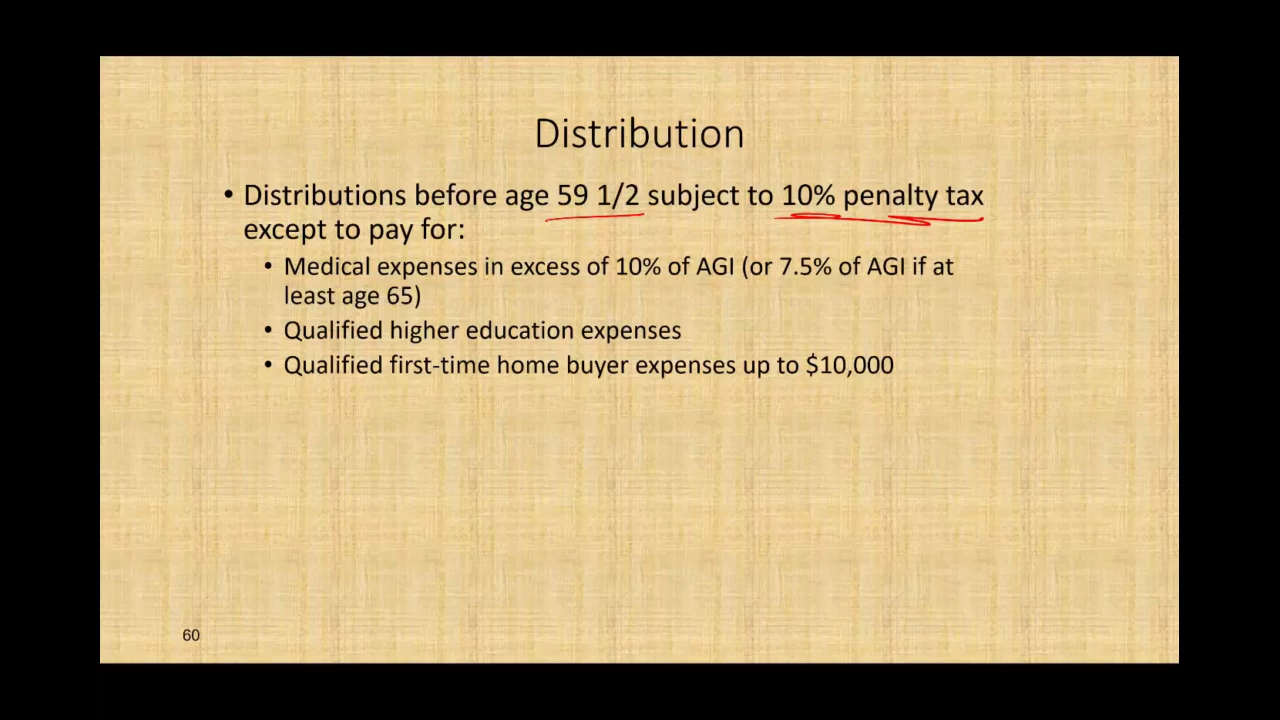 Distribution
• Distributions before age 59 1/2 subject to 10% penalty tax
except to pay for:
• Medical expenses in excess of 10% of AGI (or 7.5% of AGI if at
least age 65)
• Qualified higher education expenses
• Qualified first-time home buyer expenses up to $10,000
60